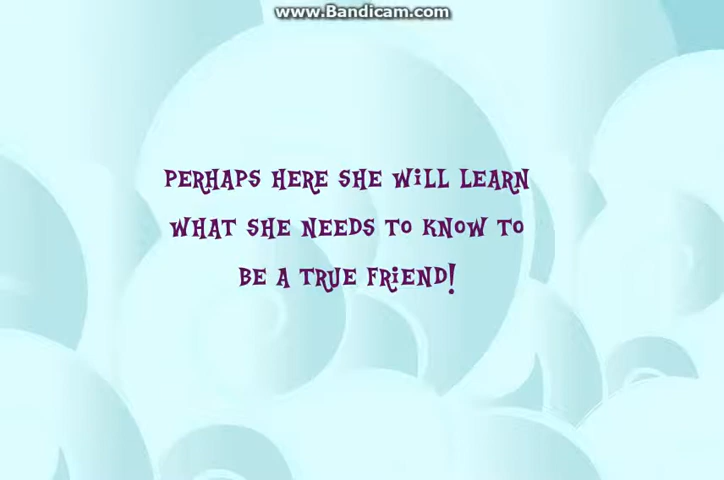 www.Bandicam.com
PERHAPS HERE SHE WILL LEARN
WHAT SHE NEEDS TO KNOW TO
BE A TRUE FRIEND!